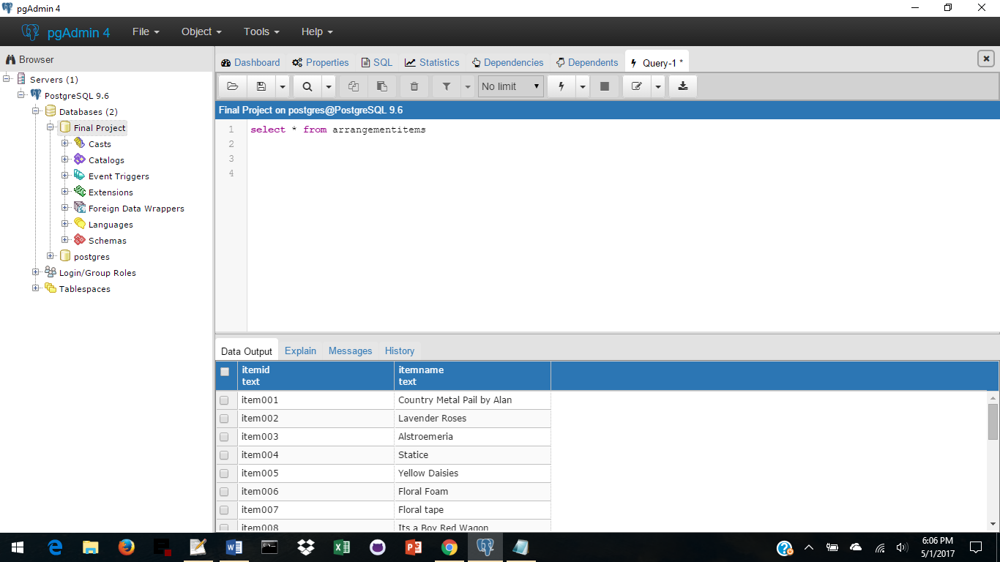 pgAdmin 4
pgAdmin 4 File Object Tools Help
Browser
Servers (1)
PostgreSQL 9.6
Databases (2)
Final Project
Casts
Catalogs
Event Triggers
Extensions
Foreign Data Wrappers
Languages
Schemas
postgres
Login/Group Roles
Tablespaces
Dashboard Properties SQL Statistics Dependencies Dependents Query-1 *
No limit
Final Project on postgres@PostgreSQL 9.6
1 select * from arrangementitems
2
3
4
Data Output Explain Messages History
itemid itemname
text text
item001 Country Metal Pail by Alan
item002 Lavender Roses
item003 Alstroemeria
item004 Statice
item005 Yellow Daisies
item006 Floral Foam
item007 Floral tape
item008 Its a Boy Red Wagon
6:06 PM
5/1/2017